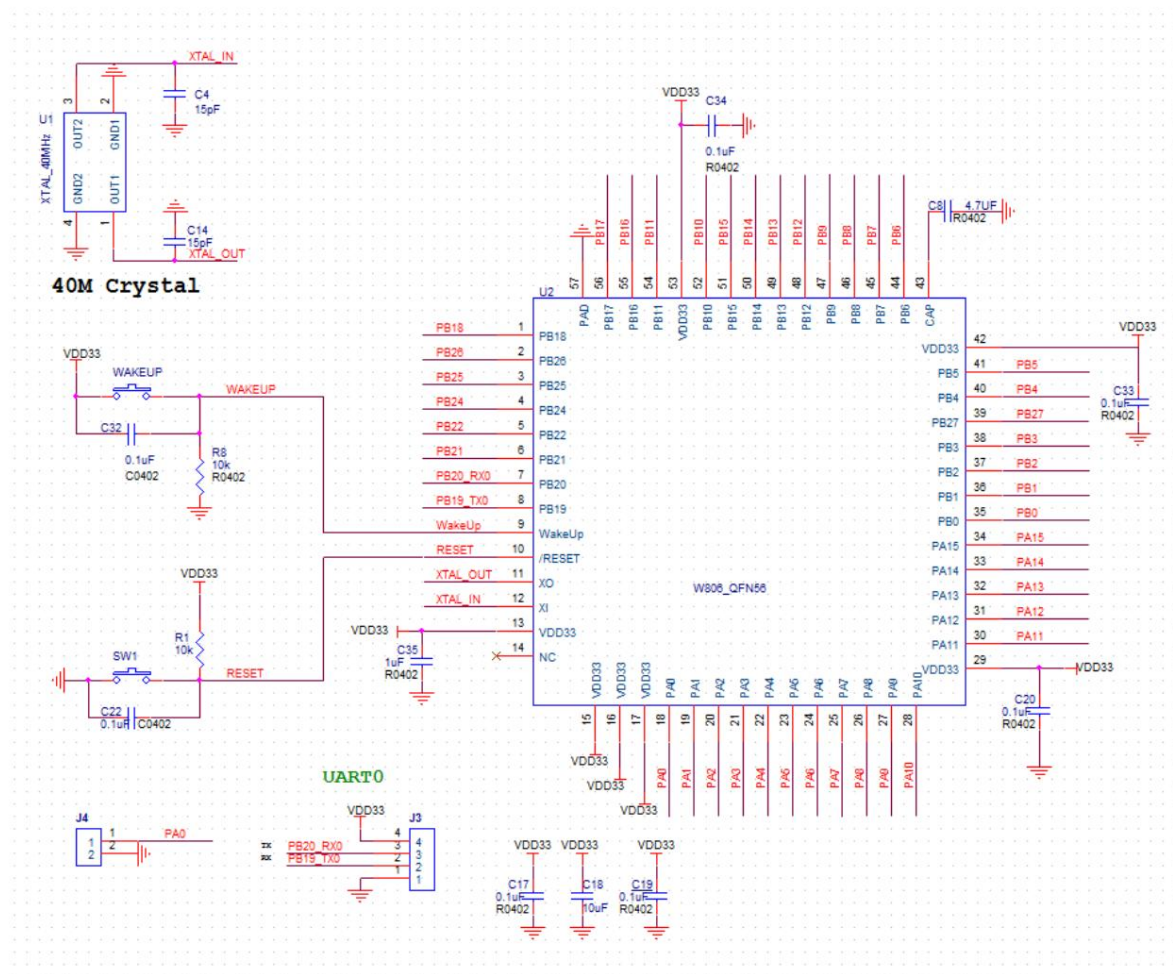 XTAL_IN
C4
15pF
3
2
U1
OUT2
GND1
XTAL_40MHz
GND2
OUT1
4
1
C14
15pF
XTAL_OUT
40M Crystal
VDD33
C34
0.1uF
R0402
C8
4.7UF
R0402
PB17
PB16
PB11
PB10
PB15
PB14
PB13
PB12
PB9
PB8
PB7
PB6
57
56
55
54
53
52
51
50
49
48
47
46
45
44
43
U2
PAD
PB17
PB16
PB11
VDD33
PB10
PB15
PB14
PB13
PB12
PB9
PB8
PB7
PB6
CAP
PB18 1 PB18
PB26 2 PB26
PB25 3 PB25
PB24 4 PB24
PB22 5 PB22
PB21 6 PB21
PB20_RX0 7 PB20
PB19_TX0 8 PB19
WakeUp 9 WakeUp
RESET 10 /RESET
XTAL_OUT 11 XO
XTAL_IN 12 XI
VDD33 13 VDD33
14 NC
C35
1uF
R0402
W806_QFN56
VDD33 42
PB5 41 PB5
PB4 40 PB4
PB27 39 PB27
PB3 38 PB3
PB2 37 PB2
PB1 36 PB1
PB0 35 PB0
PA15 34 PA15
PA14 33 PA14
PA13 32 PA13
PA12 31 PA12
PA11 30 PA11
VDD33 29 VDD33
VDD33
C33
0.1uF
R0402
C20
0.1uF
R0402
VDD33
VDD33
VDD33
PA0
PA1
PA2
PA3
PA4
PA5
PA6
PA7
PA8
PA9
PA10
15
16
17
18
19
20
21
22
23
24
25
26
27
28
VDD33
VDD33
VDD33
PA0
PA1
PA2
PA3
PA4
PA5
PA6
PA7
PA8
PA9
PA10
VDD33
WAKEUP
WAKEUP
C32
0.1uF
C0402
R8
10k
R0402
VDD33
R1
10k
SW1
RESET
C22
0.1uF
C0402
UART0
J4
1
2
1
2
PA0
VDD33
J3
TX PB20_RX0
RX PB19_TX0
4
3
2
1
4
3
2
1
VDD33 VDD33 VDD33
C17
0.1uF
R0402
C18
10uF
C19
0.1uF
R0402